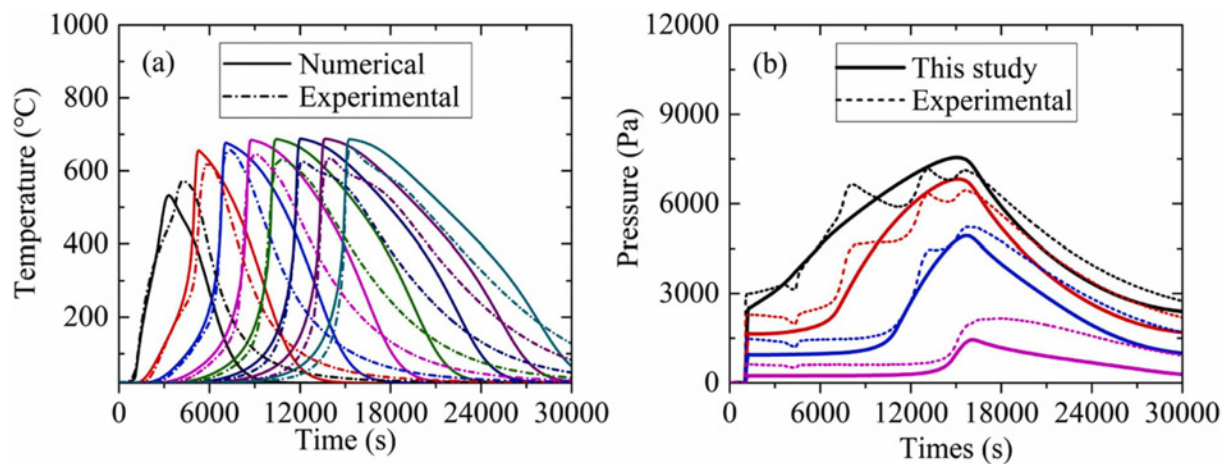 1000
800
600
400
200
Temperature (°C)
(a)
Numerical
Experimental
0 6000 12000 18000 24000 30000
Time (s)
12000
9000
6000
3000
0
Pressure (Pa)
(b)
This study
Experimental
0 6000 12000 18000 24000 30000
Times (s)